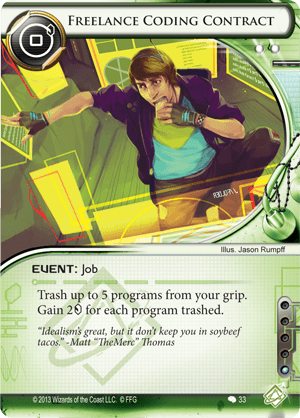 FREELANCE CODING CONTRACT
0
Illus. Jason Rumpff
EVENT: Job
Trash up to 5 programs from your grip.
Gain 2 for each program trashed.
"Idealism's great, but it don't keep you in soybeef
tacos." -Matt "TheMerc" Thomas
© 2013 Wizards of the Coast LLC. © FFG 33